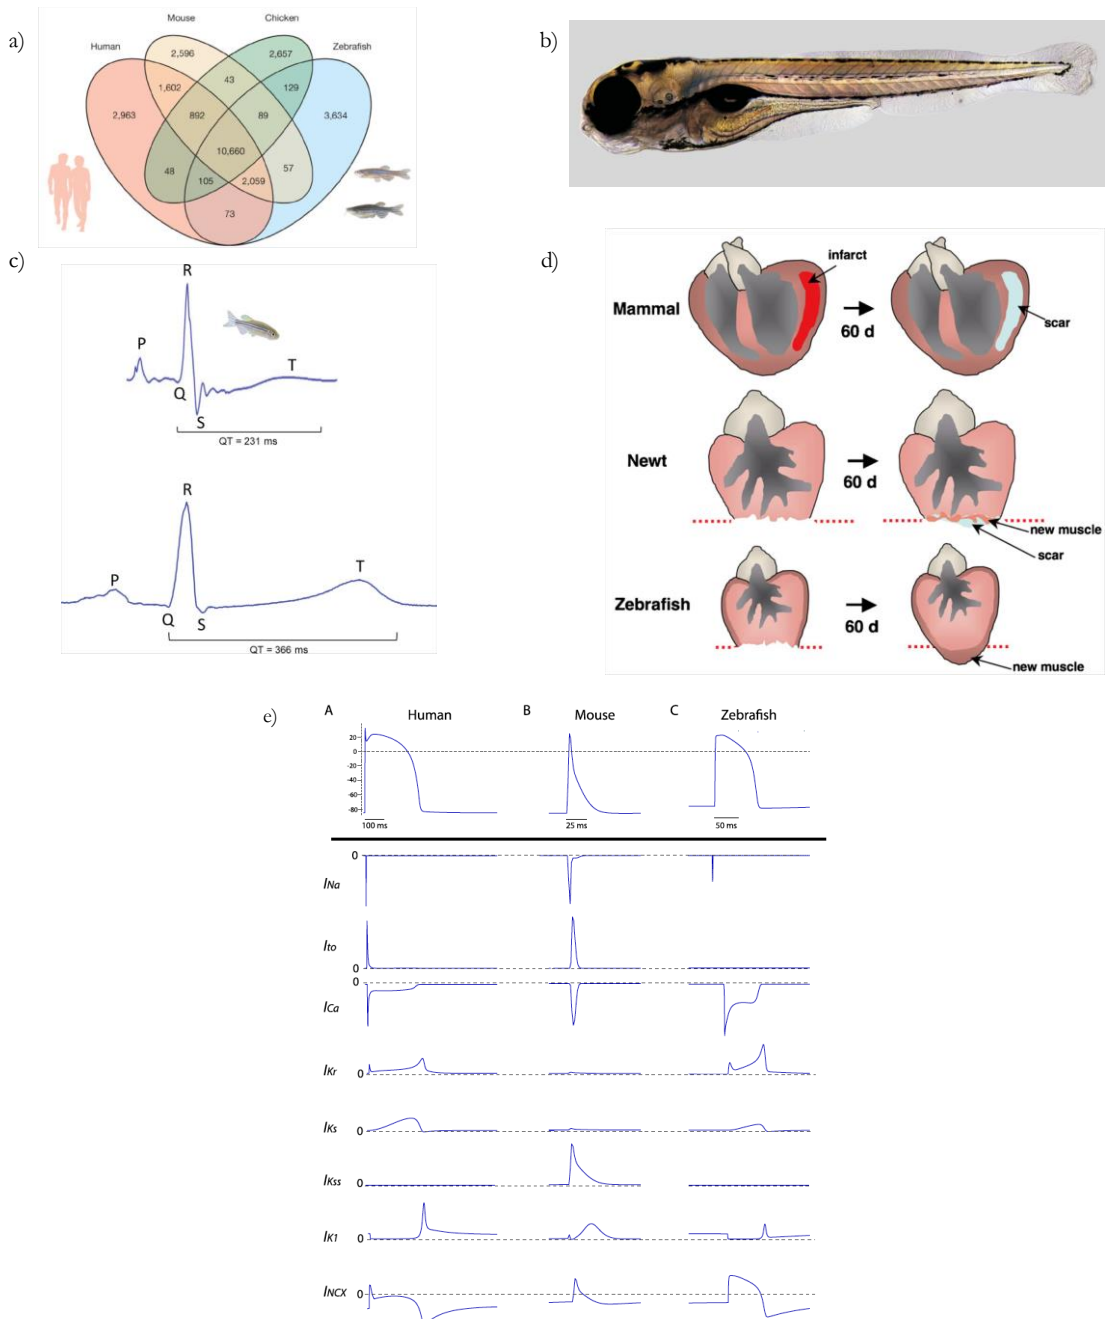 a)
Mouse
Chicken
Human
Zebrafish
2,596
2,657
1,602
43
129
2,963
892
89
3,634
10,660
48
105
2,059
57
73
b)
c)
R
P
T
Q
S
QT = 231 ms
R
P
T
Q
S
QT = 366 ms
d)
infarct
Mammal
60 d
scar
Newt
60 d
new muscle
scar
Zebrafish
60 d
new muscle
e)
A Human B Mouse C Zebrafish
20
0
-20
-40
-60
-80
100 ms 25 ms 50 ms
0
INa
Ito
0
0
ICa
IKr 0
IKs 0
IKss 0
IK1 0
INCX 0